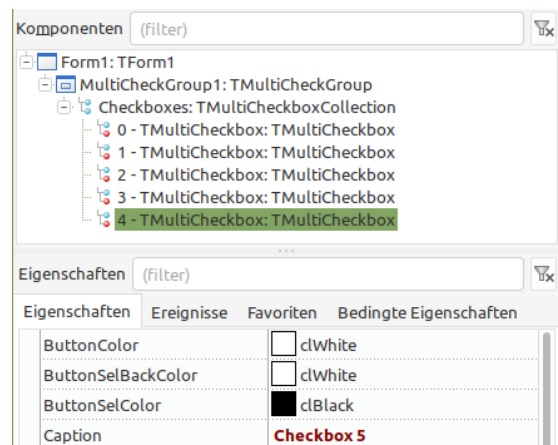 Komponenten (filter)
Form1: TForm1
MultiCheckGroup1: TMultiCheckGroup
Checkboxes: TMultiCheckboxCollection
0 - TMultiCheckbox: TMultiCheckbox
1 - TMultiCheckbox: TMultiCheckbox
2 - TMultiCheckbox: TMultiCheckbox
3 - TMultiCheckbox: TMultiCheckbox
4 - TMultiCheckbox: TMultiCheckbox
Eigenschaften (filter)
Eigenschaften Ereignisse Favoriten Bedingte Eigenschaften
ButtonColor clWhite
ButtonSelBackColor clWhite
ButtonSelColor clBlack
Caption Checkbox 5